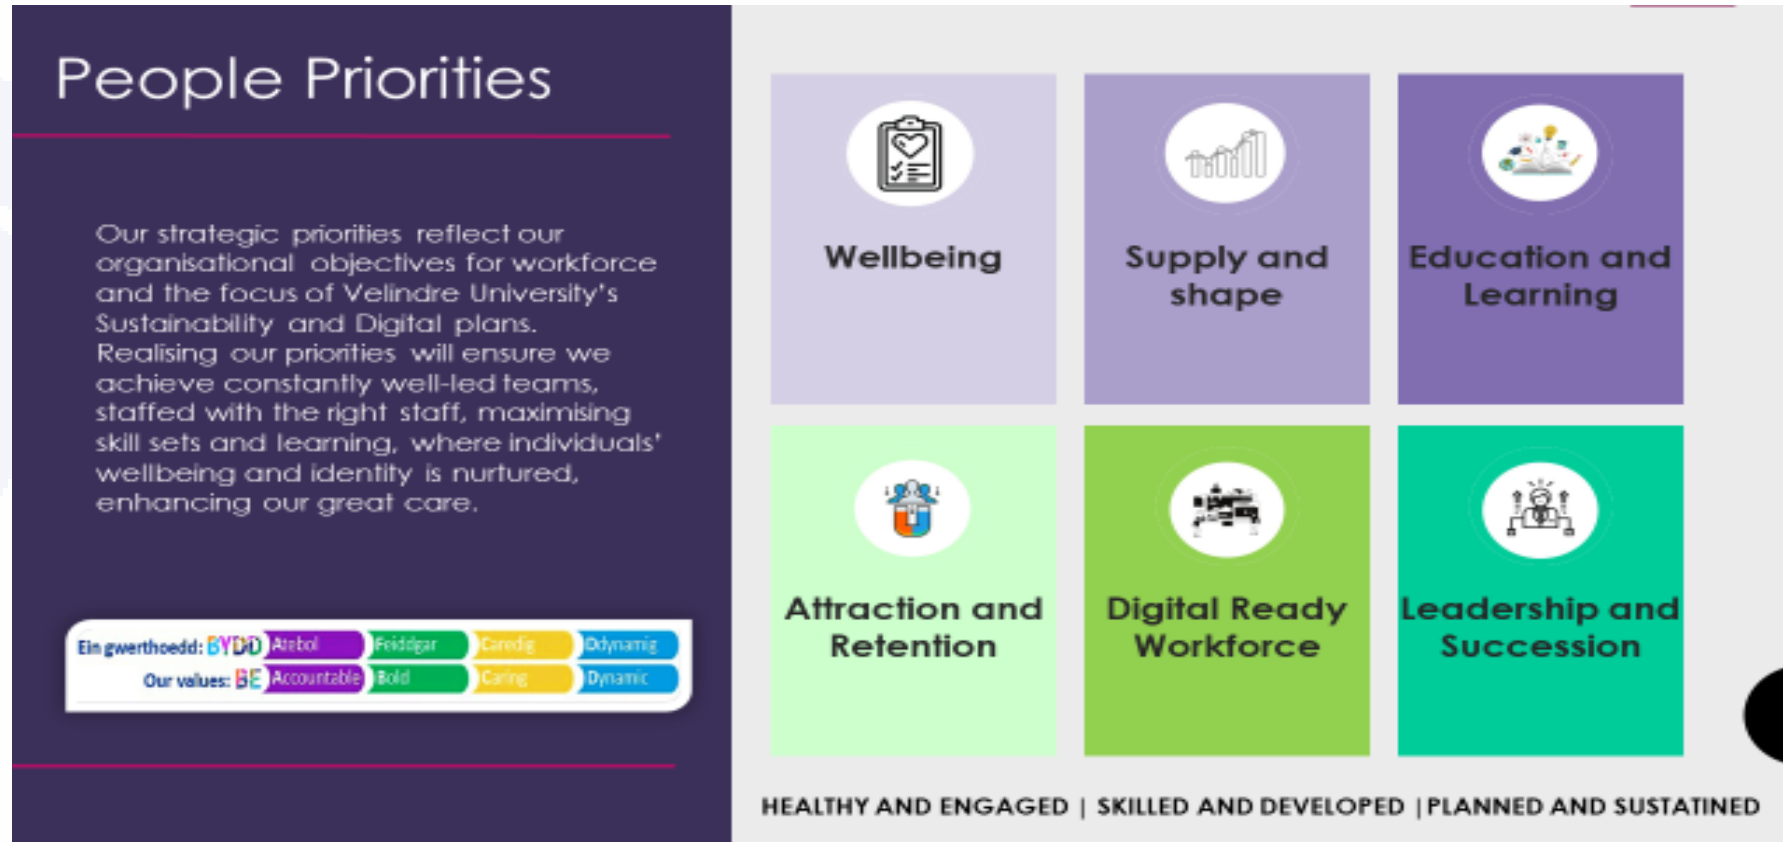 People Priorities
Our strategic priorities reflect our
organisational objectives for workforce
and the focus of Velindre University's
Sustainability and Digital plans.
Realising our priorities will ensure we
achieve constantly well-led teams,
staffed with the right staff, maximising
skill sets and learning, where individuals'
wellbeing and identity is nurtured,
enhancing our great care.
Ein gwerthoedd: BYDD Atebol Feiddgar Caredig Ddynamig
Our values: BE Accountable Bold Caring Dynamic
Wellbeing
Supply and
shape
Education and
Learning
Attraction and
Retention
Digital Ready
Workforce
Leadership and
Succession
HEALTHY AND ENGAGED | SKILLED AND DEVELOPED |PLANNED AND SUSTATINED